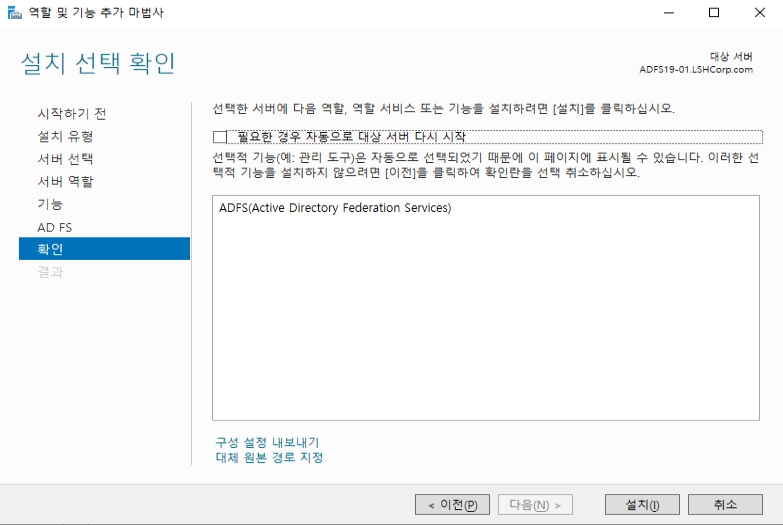 역할 및 기능 추가 마법사
설치 선택 확인
대상 서버
ADFS19-01.LSHCorp.com
시작하기 전
설치 유형
서버 선택
서버 역할
기능
AD FS
확인
결과
선택한 서버에 다음 역할, 역할 서비스 또는 기능을 설치하려면 [설치]를 클릭하십시오.
필요한 경우 자동으로 대상 서버 다시 시작
선택적 기능(예: 관리 도구)은 자동으로 선택되었기 때문에 이 페이지에 표시될 수 있습니다. 이러한 선
택적 기능을 설치하지 않으려면 [이전]을 클릭하여 확인란을 선택 취소하십시오.
ADFS(Active Directory Federation Services)
구성 설정 내보내기
대체 원본 경로 지정
< 이전(P)
다음(N) >
설치(I)
취소